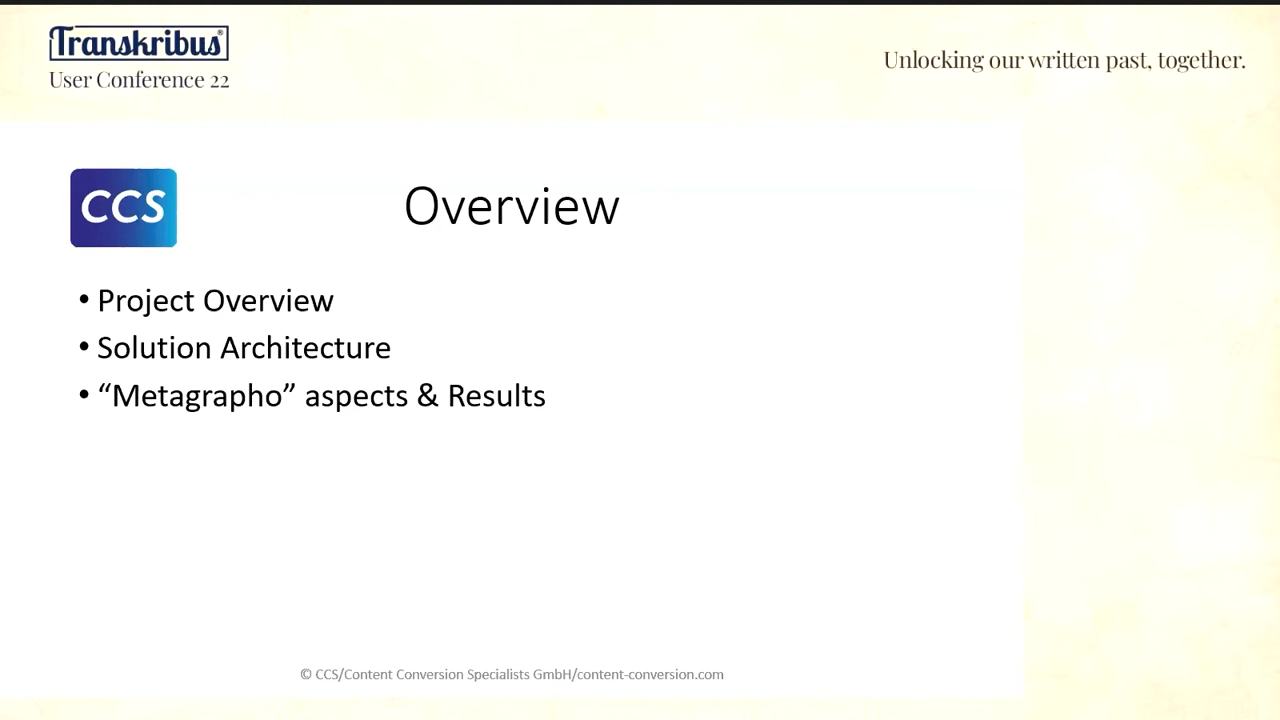 Transkribus®
User Conference 22
Unlocking our written past, together.
CCS
Overview
• Project Overview
• Solution Architecture
• “Metagrapho” aspects & Results
© CCS/Content Conversion Specialists GmbH/content-conversion.com